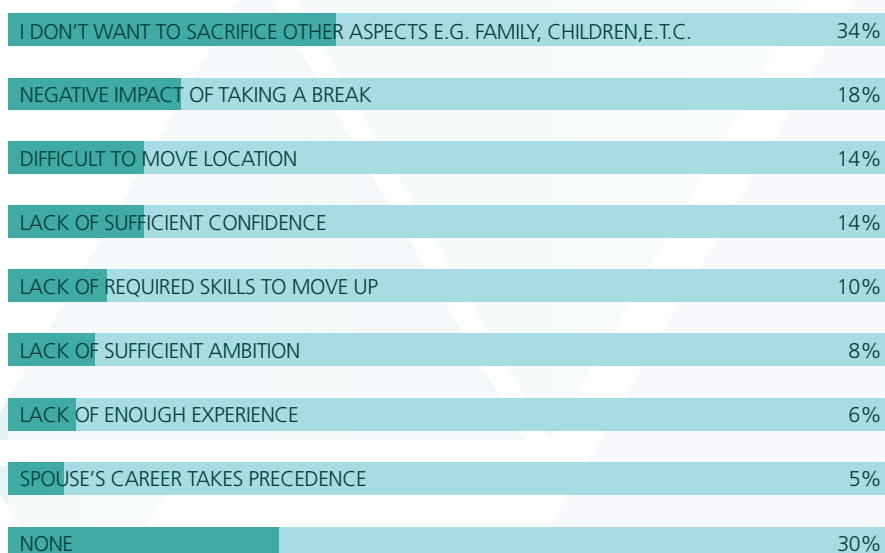 I DON'T WANT TO SACRIFICE OTHER ASPECTS E.G. FAMILY, CHILDREN,E.T.C. 34%
NEGATIVE IMPACT OF TAKING A BREAK 18%
DIFFICULT TO MOVE LOCATION 14%
LACK OF SUFFICIENT CONFIDENCE 14%
LACK OF REQUIRED SKILLS TO MOVE UP 10%
LACK OF SUFFICIENT AMBITION 8%
LACK OF ENOUGH EXPERIENCE 6%
SPOUSE'S CAREER TAKES PRECEDENCE 5%
NONE 30%